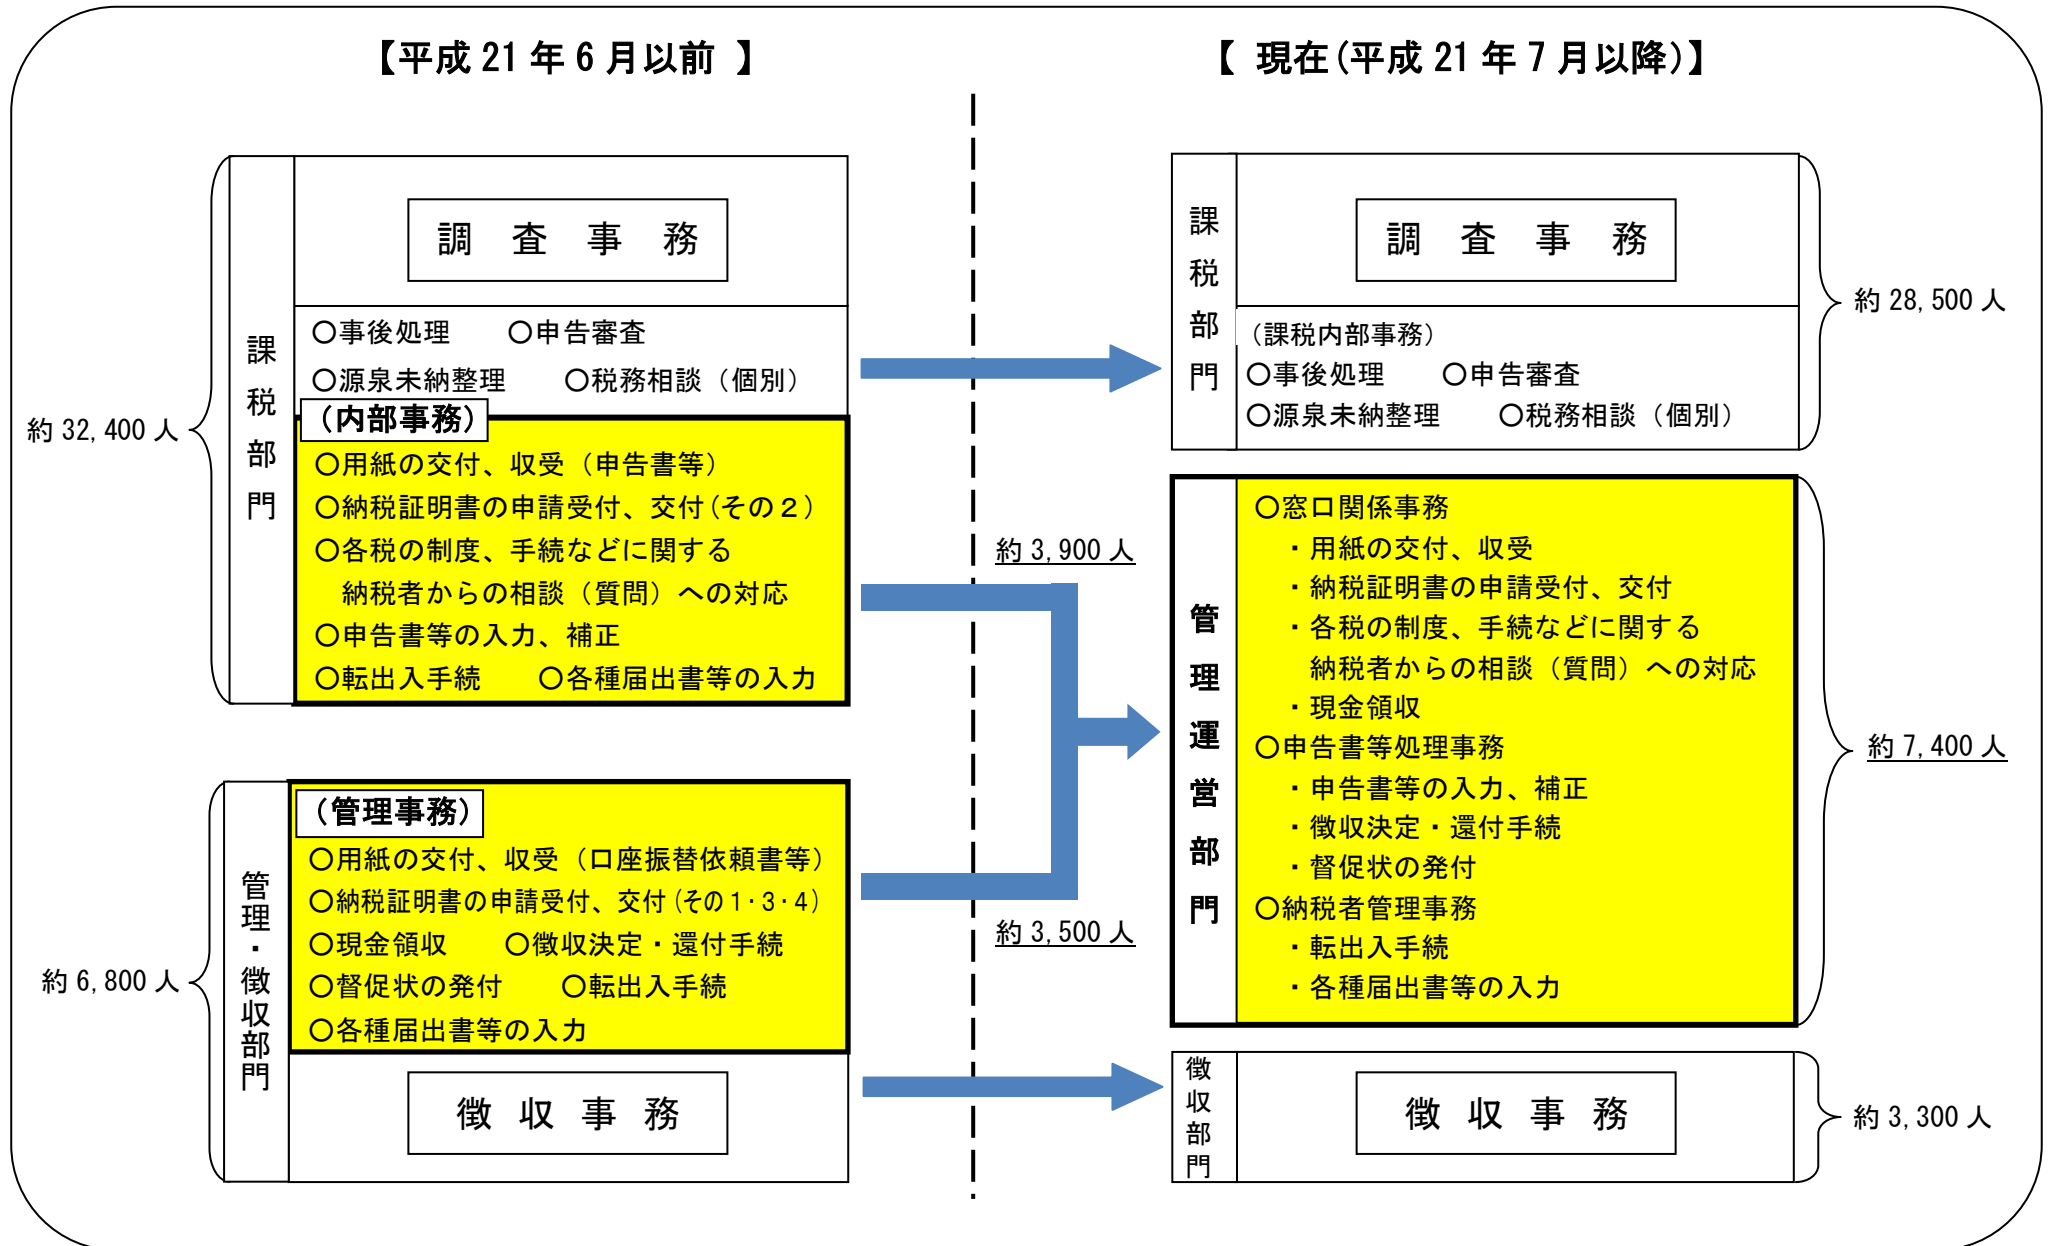 【平成 21 年 6 月以前 】
約 32,400 人
課税部門
調 査 事 務
○事後処理 ○申告審査
○源泉未納整理 ○税務相談（個別）
（内部事務）
○用紙の交付、収受（申告書等）
○納税証明書の申請受付、交付(その２)
○各税の制度、手続などに関する
納税者からの相談（質問）への対応
○申告書等の入力、補正
○転出入手続 ○各種届出書等の入力
約 6,800 人
管理・徴収部門
（管理事務）
○用紙の交付、収受（口座振替依頼書等）
○納税証明書の申請受付、交付(その1・3・4)
○現金領収 ○徴収決定・還付手続
○督促状の発付 ○転出入手続
○各種届出書等の入力
徴 収 事 務
約 3,900 人
約 3,500 人
【 現在(平成 21 年 7 月以降)】
課税部門
調 査 事 務
（課税内部事務）
○事後処理 ○申告審査
○源泉未納整理 ○税務相談（個別）
約 28,500 人
管理運営部門
○窓口関係事務
・用紙の交付、収受
・納税証明書の申請受付、交付
・各税の制度、手続などに関する
納税者からの相談（質問）への対応
・現金領収
○申告書等処理事務
・申告書等の入力、補正
・徴収決定・還付手続
・督促状の発付
○納税者管理事務
・転出入手続
・各種届出書等の入力
約 7,400 人
徴収部門
徴 収 事 務
約 3,300 人